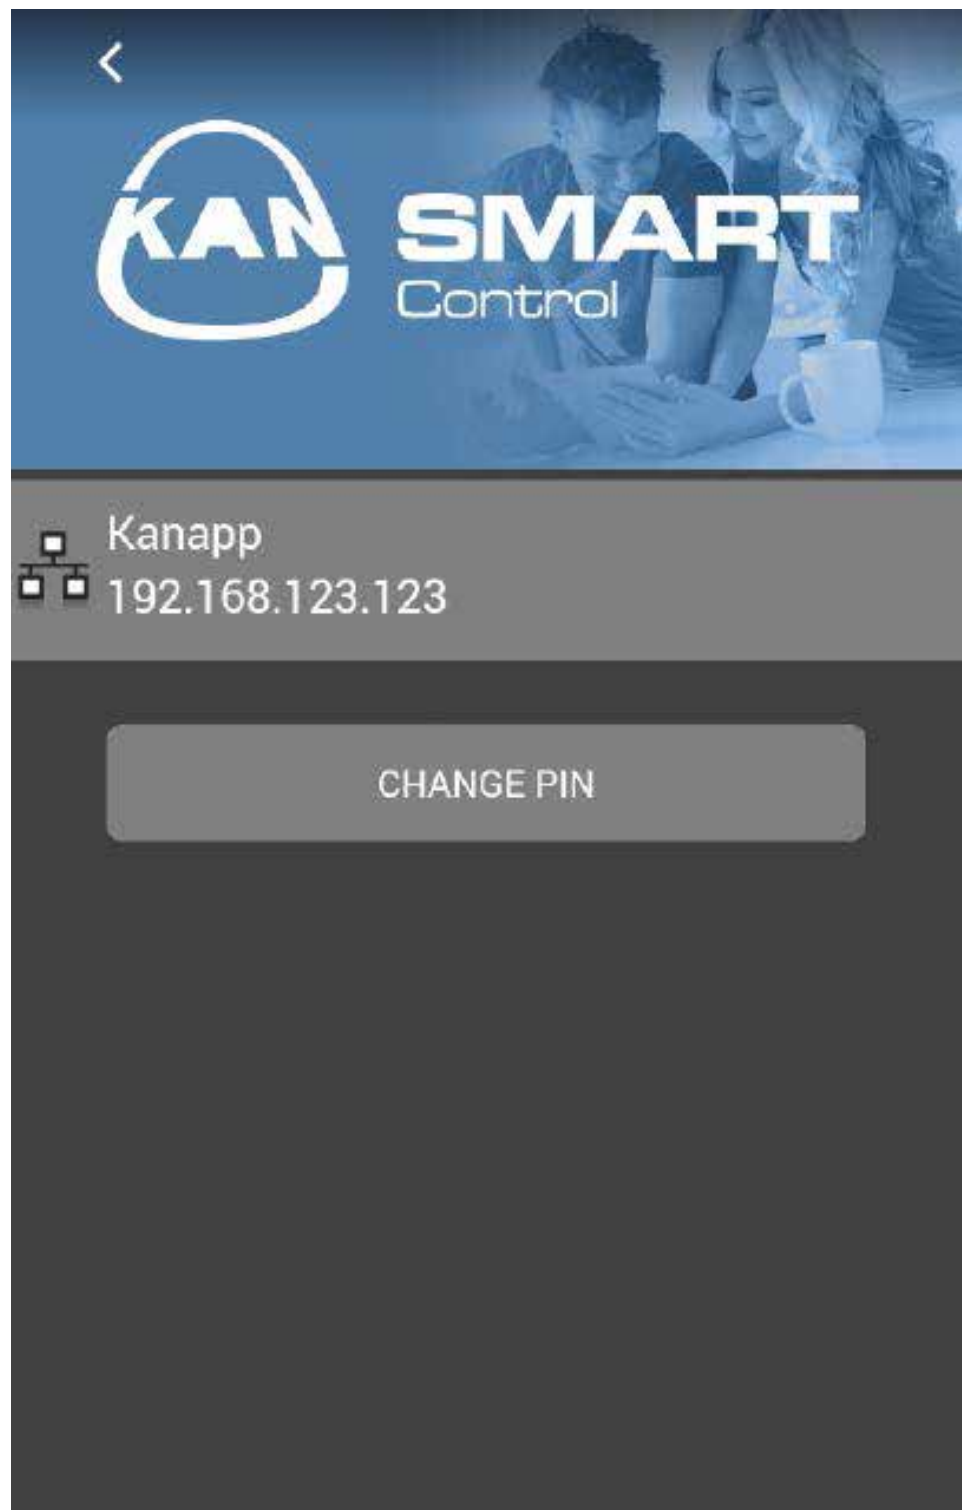 KAN
SMART
Control
Kanapp
192.168.123.123
CHANGE PIN